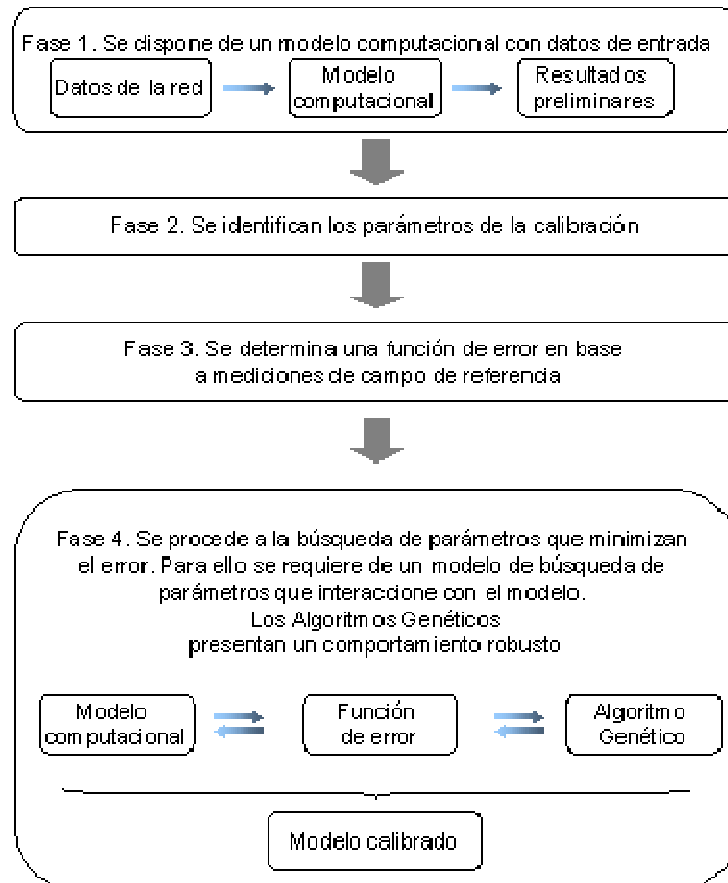 Fase 1. Se dispone de un modelo computacional con datos de entrada
Datos de la red
Modelo
computacional
Resultados
preliminares
Fase 2. Se identifican los parámetros de la calibración
Fase 3. Se determina una función de error en base
a mediciones de campo de referencia
Fase 4. Se procede a la búsqueda de parámetros que minimizan
el error. Para ello se requiere de un modelo de búsqueda de
parámetros que interaccione con el modelo.
Los Algoritmos Genéticos
presentan un comportamiento robusto
Modelo
computacional
Función
de error
Algoritmo
Genético
Modelo calibrado